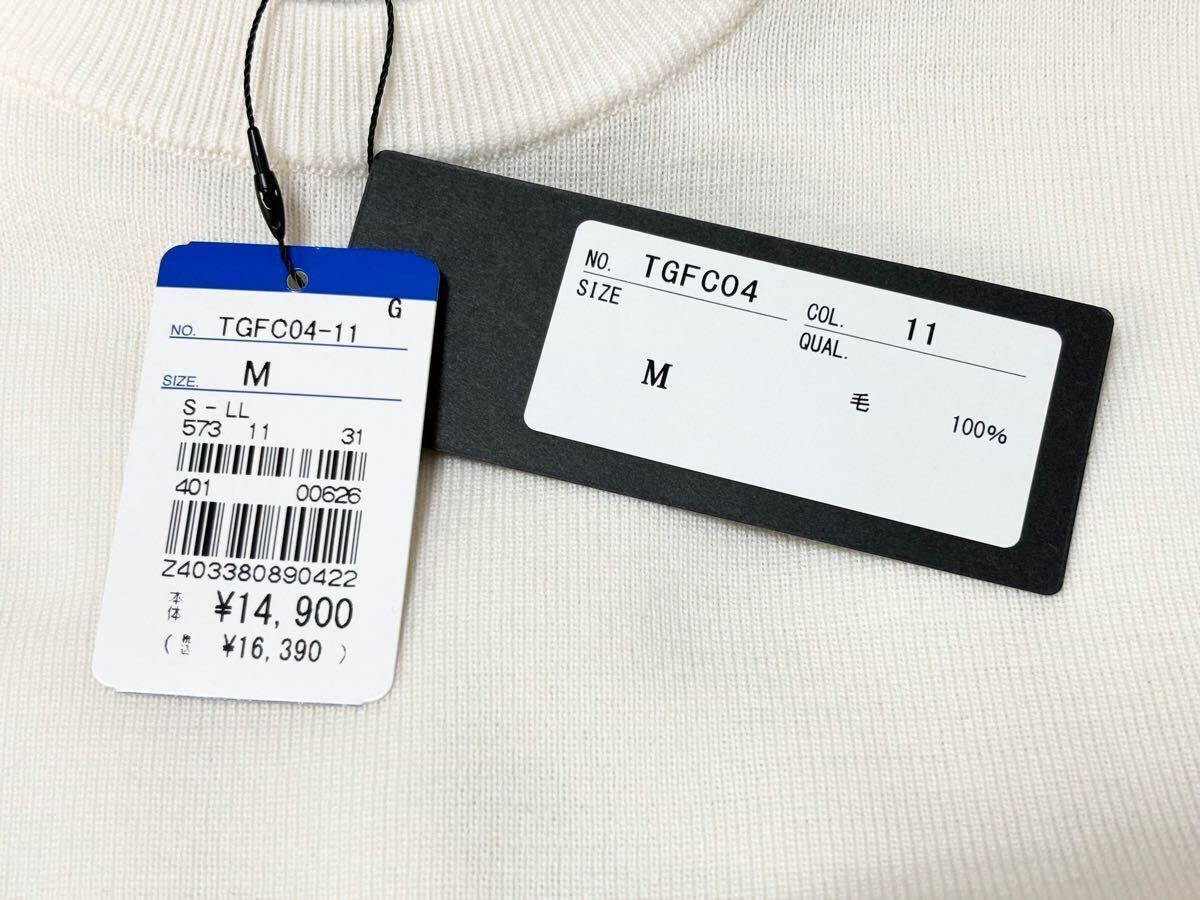 G
NO. TGFC04-11
SIZE. M
S - LL
573 11 31
401 00626
Z403380890422
本体 ¥14,900
( 税込 ¥16,390 )
NO. TGFC04
COL. 11
SIZE
M
QUAL.
毛 100%